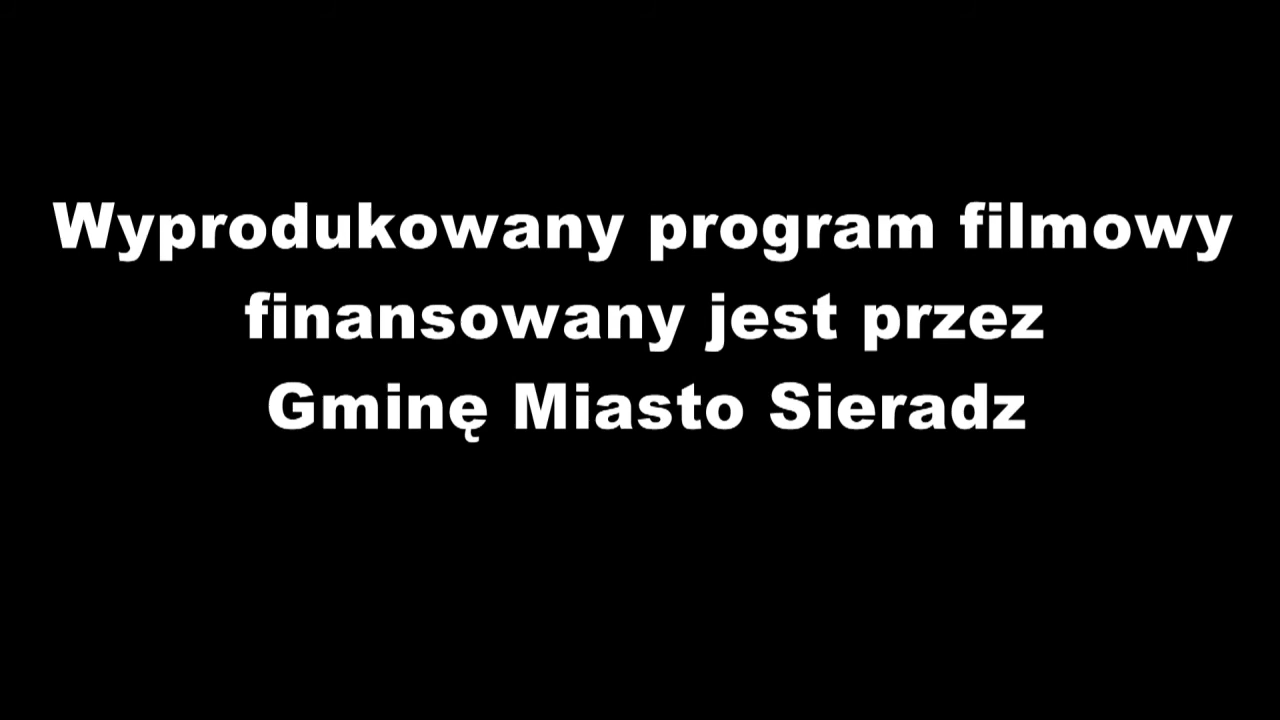 Wyprodukowany program filmowy
finansowany jest przez
Gminę Miasto Sieradz